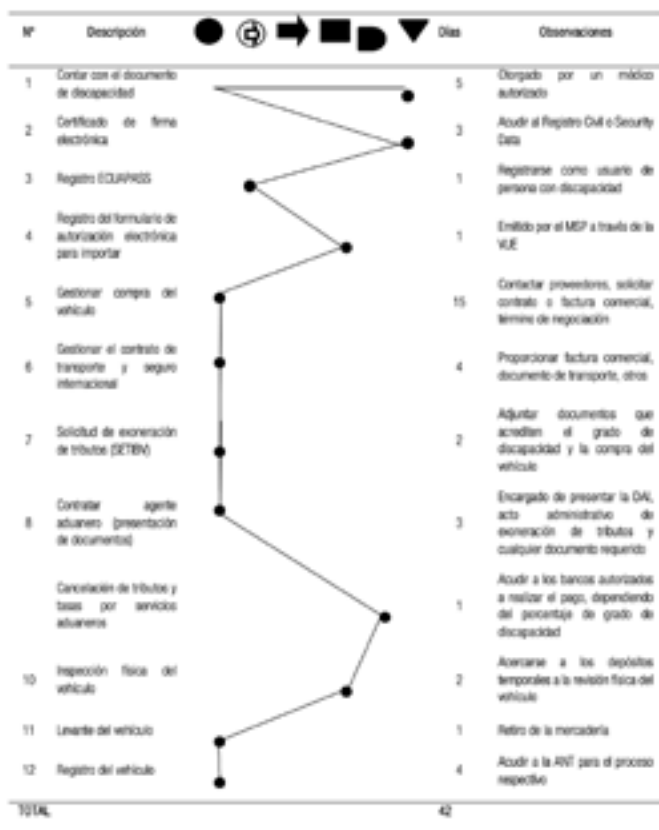 Nº Descripción Días Observaciones
1 Contar con el documento de discapacidad 5 Otorgado por un médico autorizado
2 Certificado de firma electrónica 3 Acudir al Registro Civil o Security Data
3 Registro ECUAPASS 1 Registrarse como usuario de persona con discapacidad
4 Registro del formulario de autorización electrónica para importar 1 Emitido por el MSP a través de la VUE
5 Gestionar compra del vehículo 15 Contactar proveedores, solicitar contrato o factura comercial, término de negociación
6 Gestionar el contrato de transporte y seguro internacional 4 Proporcionar factura comercial, documento de transporte, otros
7 Solicitud de exoneración de tributos (SETIBV) 2 Adjuntar documentos que acrediten el grado de discapacidad y la compra del vehículo
8 Contratar agente aduanero (presentación de documentos) 3 Encargado de presentar la DAI, acto administrativo de exoneración de tributos y cualquier documento requerido
Cancelación de tributos y tasas por servicios aduaneros 1 Acudir a los bancos autorizados a realizar el pago, dependiendo del porcentaje de grado de discapacidad
10 Inspección física del vehículo 2 Acercarse a los depósitos temporales a la revisión física del vehículo
11 Levante del vehículo 1 Retiro de la mercadería
12 Registro del vehículo 4 Acudir a la ANT para el proceso respectivo
TOTAL 42